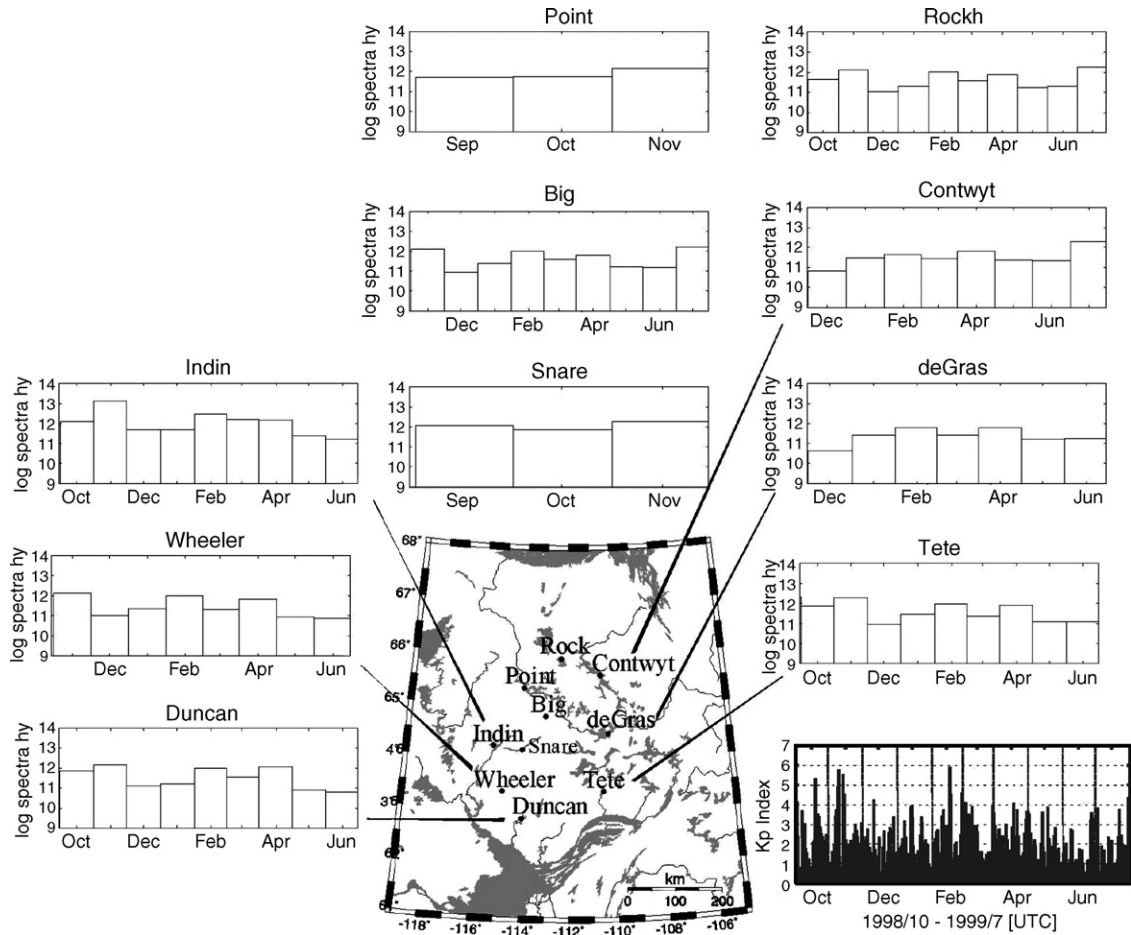 Point
log spectra hy
14
13
12
11
10
9
Sep Oct Nov
Rockh
log spectra hy
14
13
12
11
10
9
Oct Dec Feb Apr Jun
Big
log spectra hy
14
13
12
11
10
9
Dec Feb Apr Jun
Contwyt
log spectra hy
14
13
12
11
10
9
Dec Feb Apr Jun
Indin
log spectra hy
14
13
12
11
10
9
Oct Dec Feb Apr Jun
Snare
log spectra hy
14
13
12
11
10
9
Sep Oct Nov
deGras
log spectra hy
14
13
12
11
10
9
Dec Feb Apr Jun
Wheeler
log spectra hy
14
13
12
11
10
9
Dec Feb Apr Jun
Tete
log spectra hy
14
13
12
11
10
9
Oct Dec Feb Apr Jun
Duncan
log spectra hy
14
13
12
11
10
9
Oct Dec Feb Apr Jun
68°
67°
66°
65°
Rock
Contwyt
Point
Big
deGras
Indin
Snare
Wheeler
Tete
Duncan
km
0 100 200
-118° -116° -114° -112° -110° -108° -106°
Kp Index
7
6
5
4
3
2
1
0
Oct Dec Feb Apr Jun
1998/10 - 1999/7 [UTC]